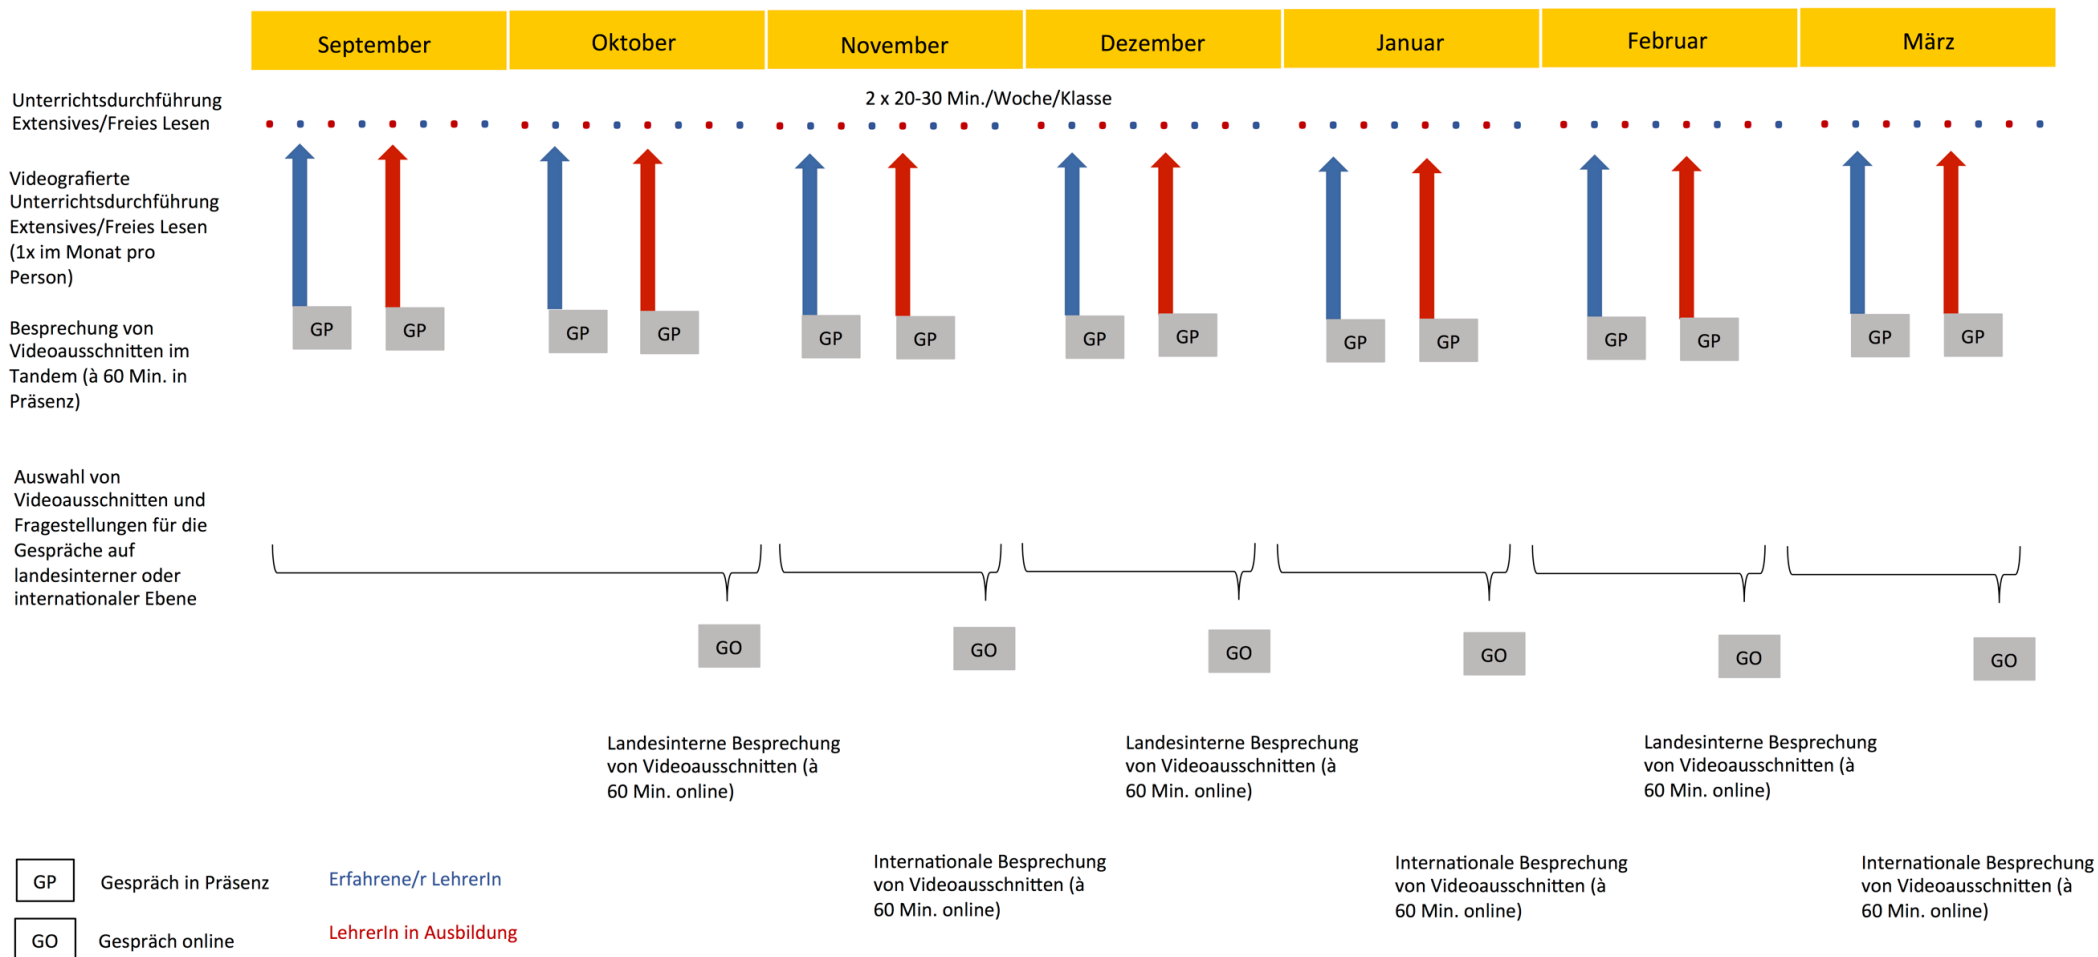 September Oktober November Dezember Januar Februar März
Unterrichtsdurchführung
Extensives/Freies Lesen
2 x 20-30 Min./Woche/Klasse
Videografierte
Unterrichtsdurchführung
Extensives/Freies Lesen
(1x im Monat pro
Person)
GP GP GP GP GP GP GP GP GP GP GP GP GP GP
Besprechung von
Videoausschnitten im
Tandem (à 60 Min. in
Präsenz)
Auswahl von
Videoausschnitten und
Fragestellungen für die
Gespräche auf
landesinterner oder
internationaler Ebene
GO GO GO GO GO GO
Landesinterne Besprechung
von Videoausschnitten (à
60 Min. online)
Landesinterne Besprechung
von Videoausschnitten (à
60 Min. online)
Landesinterne Besprechung
von Videoausschnitten (à
60 Min. online)
Internationale Besprechung
von Videoausschnitten (à
60 Min. online)
Internationale Besprechung
von Videoausschnitten (à
60 Min. online)
Internationale Besprechung
von Videoausschnitten (à
60 Min. online)
GP Gespräch in Präsenz
Erfahrene/r LehrerIn
GO Gespräch online
LehrerIn in Ausbildung